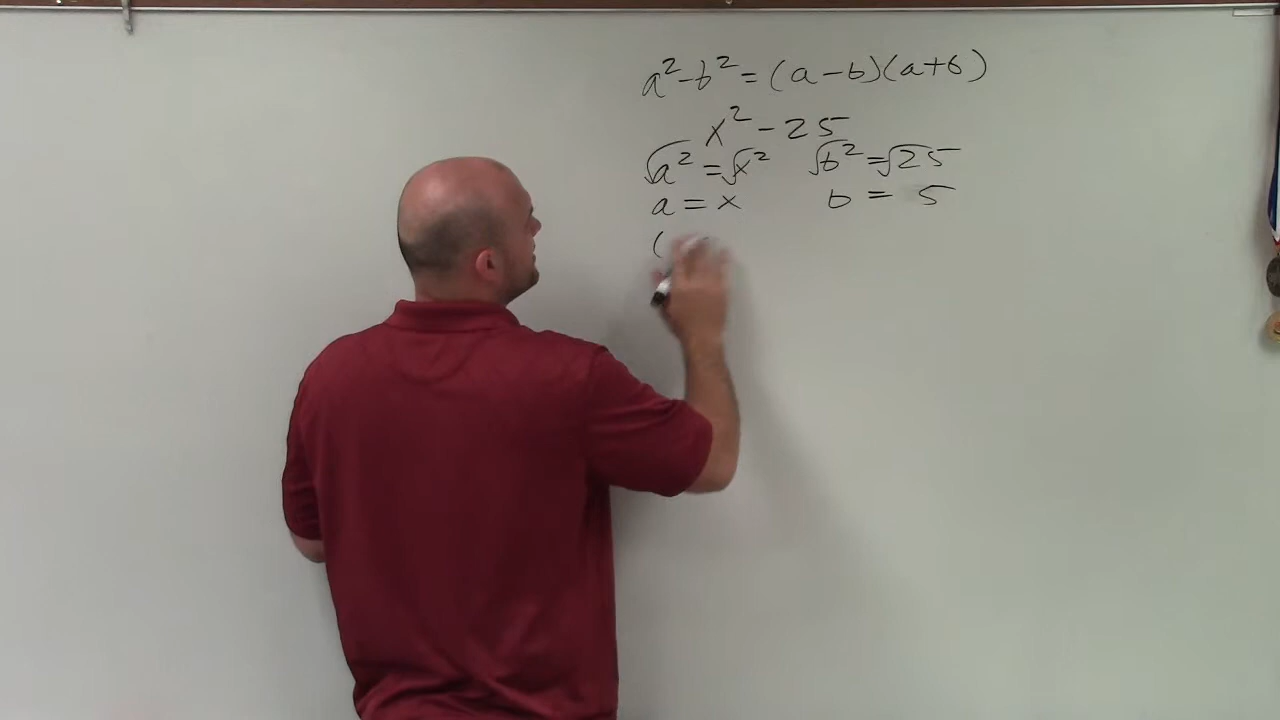 a² - b² = (a - b)(a + b)
x² - 25
√a² = √x² √b² = √25
a = x b = 5
(